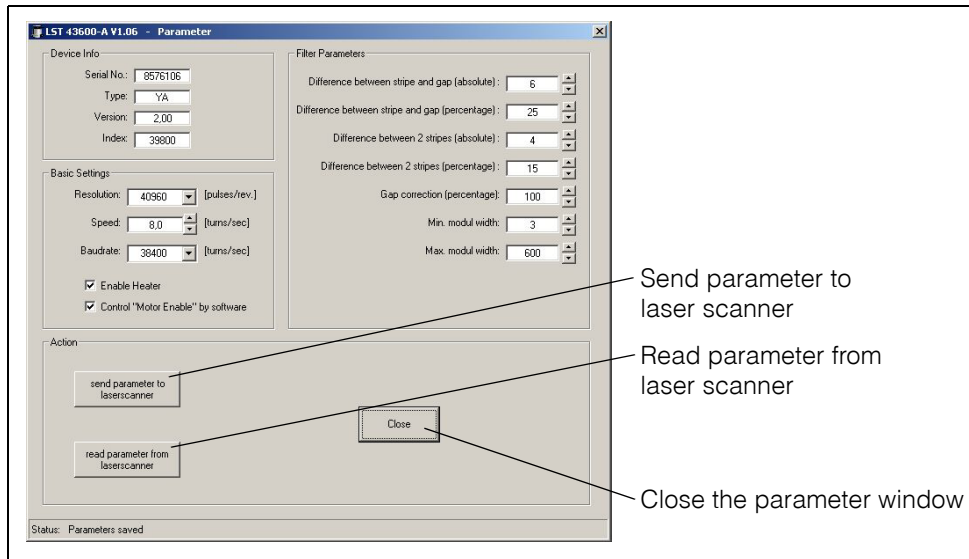 LST 43600-A V1.06 - Parameter
Device Info
Serial No.: 8576106
Type: YA
Version: 2,00
Index: 39800
Basic Settings
Resolution: 40960 [pulses/rev.]
Speed: 8,0 [turns/sec]
Baudrate: 38400 [turns/sec]
Enable Heater
Control "Motor Enable" by software
Filter Parameters
Difference between stripe and gap (absolute) : 6
Difference between stripe and gap (percentage) : 25
Difference between 2 stripes (absolute) : 4
Difference between 2 stripes (percentage) : 15
Gap correction (percentage): 100
Min. modul width: 3
Max. modul width: 600
Action
send parameter to
laserscanner
read parameter from
laserscanner
Close
Status: Parameters saved
Send parameter to
laser scanner
Read parameter from
laser scanner
Close the parameter window